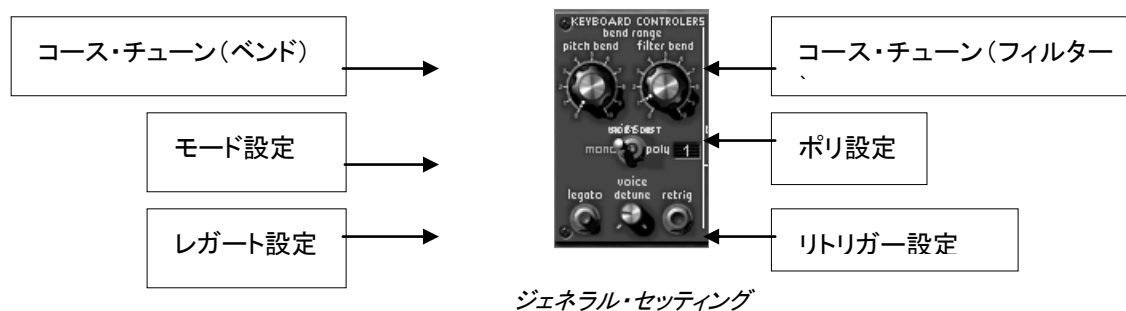 コース・チューン(ベンド)
モード設定
レガート設定
KEYBOARD CONTROLERS
bend range
pitch bend filter bend
mono poly 1
voice
legato detune retrig
コース・チューン(フィルター
ポリ設定
リトリガー設定
ジェネラル・セッティング